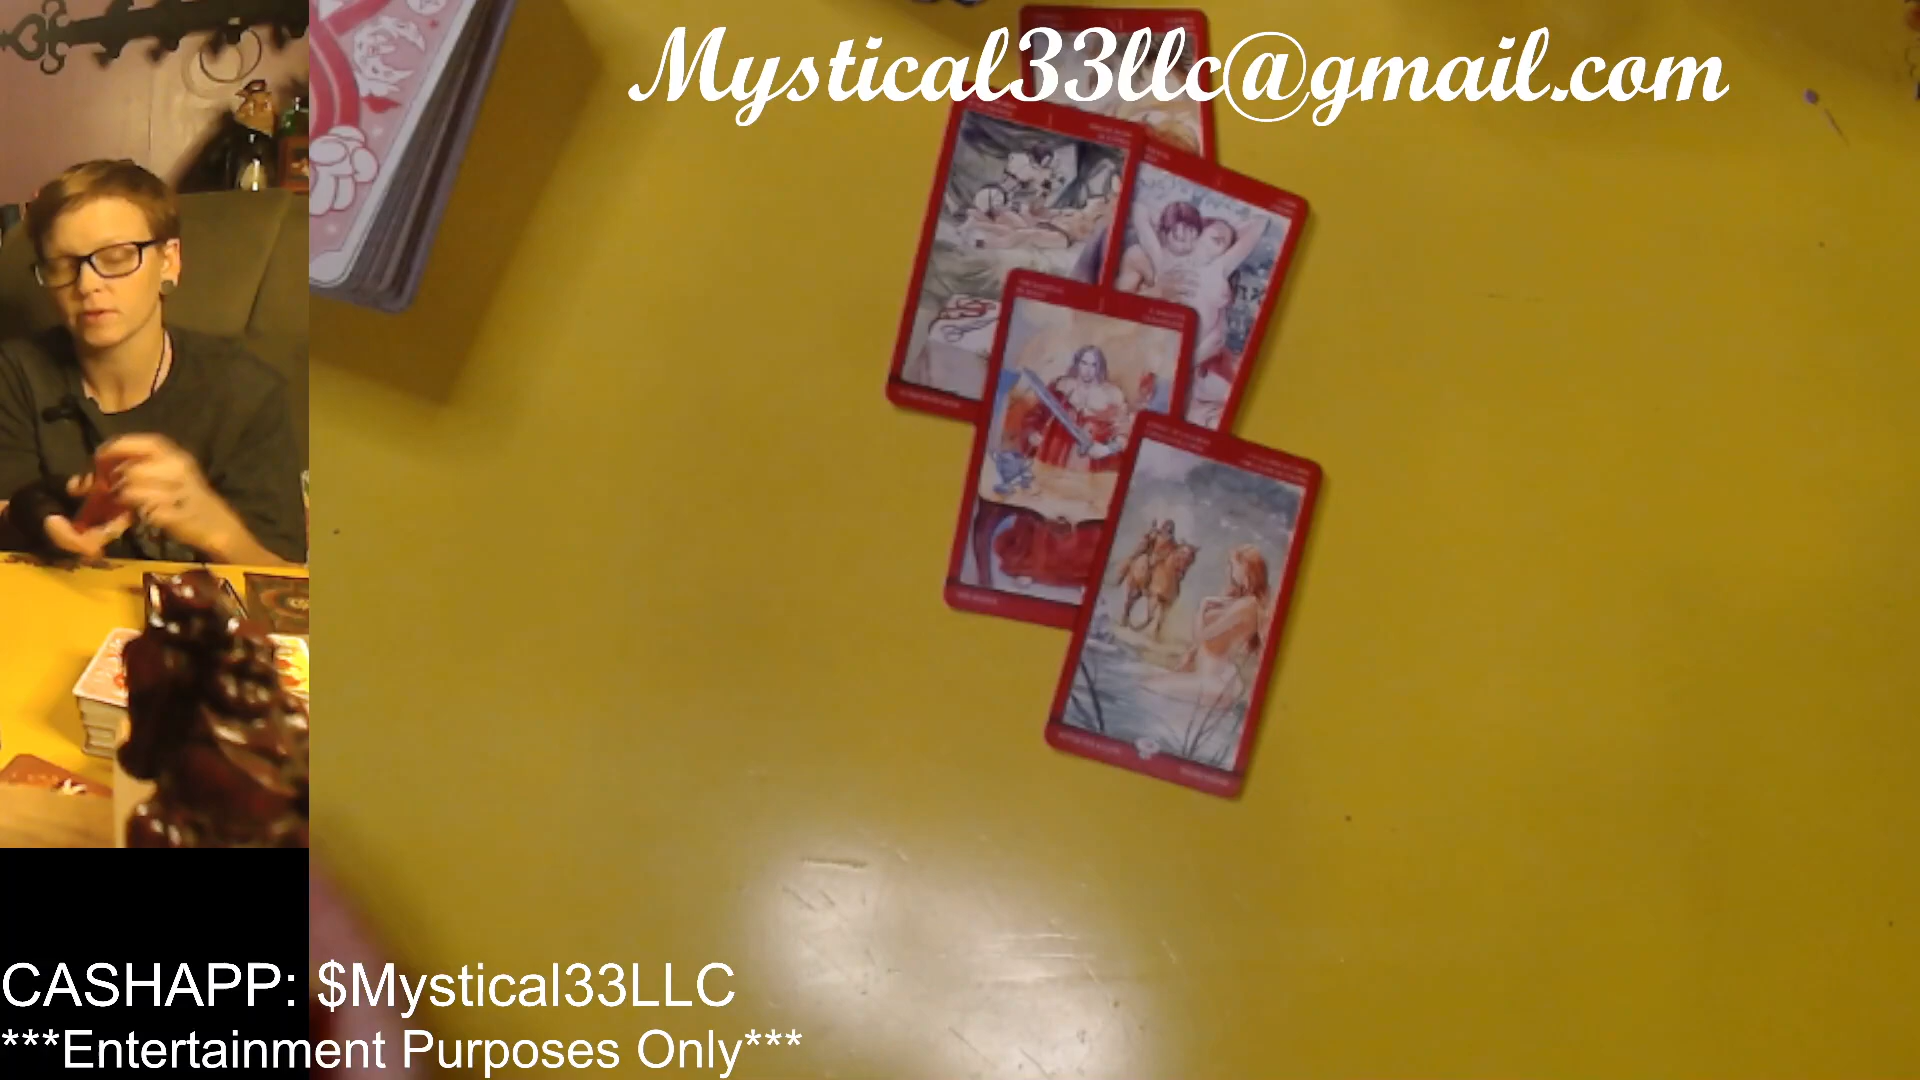 Mystical33llc@gmail.com
CASHAPP: $Mystical33LLC
***Entertainment Purposes Only***